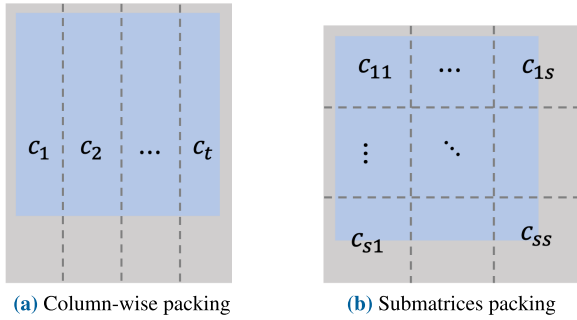 c₁ c₂ ... cₜ
c₁₁ ... c₁ₛ
⋮ ⋱
cₛ₁ cₛₛ
(a) Column-wise packing
(b) Submatrices packing